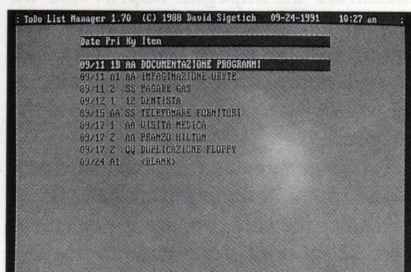 ToDo List Manager 1.70 (C) 1988 David Sigetich 09-24-1991 10:27 am
Date Pri Ky Item
09/11 1B AA DOCUMENTAZIONE PROGRAMMI
09/11 A1 AA IMPAGINAZIONE UBYTE
09/11 2 SS PAGARE GAS
09/12 1 12 DENTISTA
09/15 AA SS TELEFONARE FORNITORI
09/17 1 AA VISITA MEDICA
09/17 2 AA PRANZO HILTON
09/17 2 QQ DUPLICAZIONE FLOPPY
09/24 A1 <BLANK>